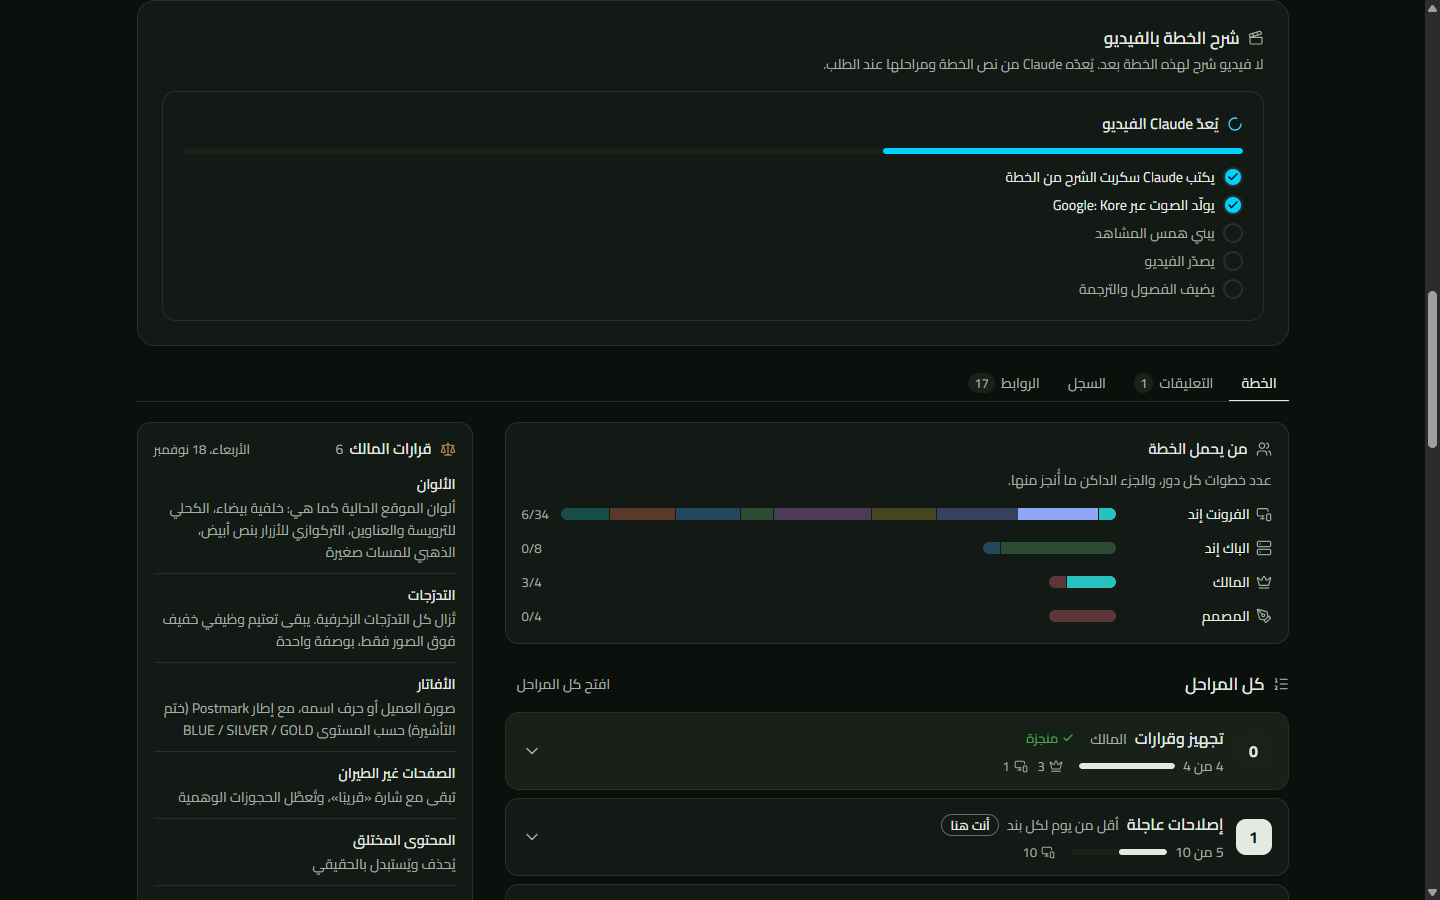 شرح الخطة بالفيديو
لا فيديو شرح لهذه الخطة بعد. يُعدّه Claude من نص الخطة ومراحلها عند الطلب.
يُعدّ Claude الفيديو
يكتب Claude سكربت الشرح من الخطة
يولّد الصوت عبر Google: Kore
يبني همس المشاهد
يصدّر الفيديو
يضيف الفصول والترجمة
الخطة
التعليقات 1
السجل
الروابط 17
من يحمل الخطة
عدد خطوات كل دور، والجزء الداكن ما أُنجز منها.
الفرونت إند 6/34
الباك إند 0/8
المالك 3/4
المصمم 0/4
كل المراحل
افتح كل المراحل
0
تجهيز وقرارات المالك منجزة
4 من 4 3 1
1
إصلاحات عاجلة أقل من يوم لكل بند أنت هنا
5 من 10 10
قرارات المالك 6
الأربعاء، 18 نوفمبر
الألوان
ألوان الموقع الحالية كما هي: خلفية بيضاء، الكحلي
للترويسة والعناوين، التركوازي للأزرار بنص أبيض،
الذهبي للمسات صغيرة
التدرّجات
تُزال كل التدرّجات الزخرفية. يبقى تعتيم وظيفي خفيف
فوق الصور فقط، بوصفة واحدة
الأفاتار
صورة العميل أو حرف اسمه، مع إطار Postmark (ختم
التأشيرة) حسب المستوى BLUE / SILVER / GOLD
الصفحات غير الطيران
تبقى مع شارة «قريبًا»، وتُعطَّل الحجوزات الوهمية
المحتوى المختلق
يُحذف ويُستبدل بالحقيقي